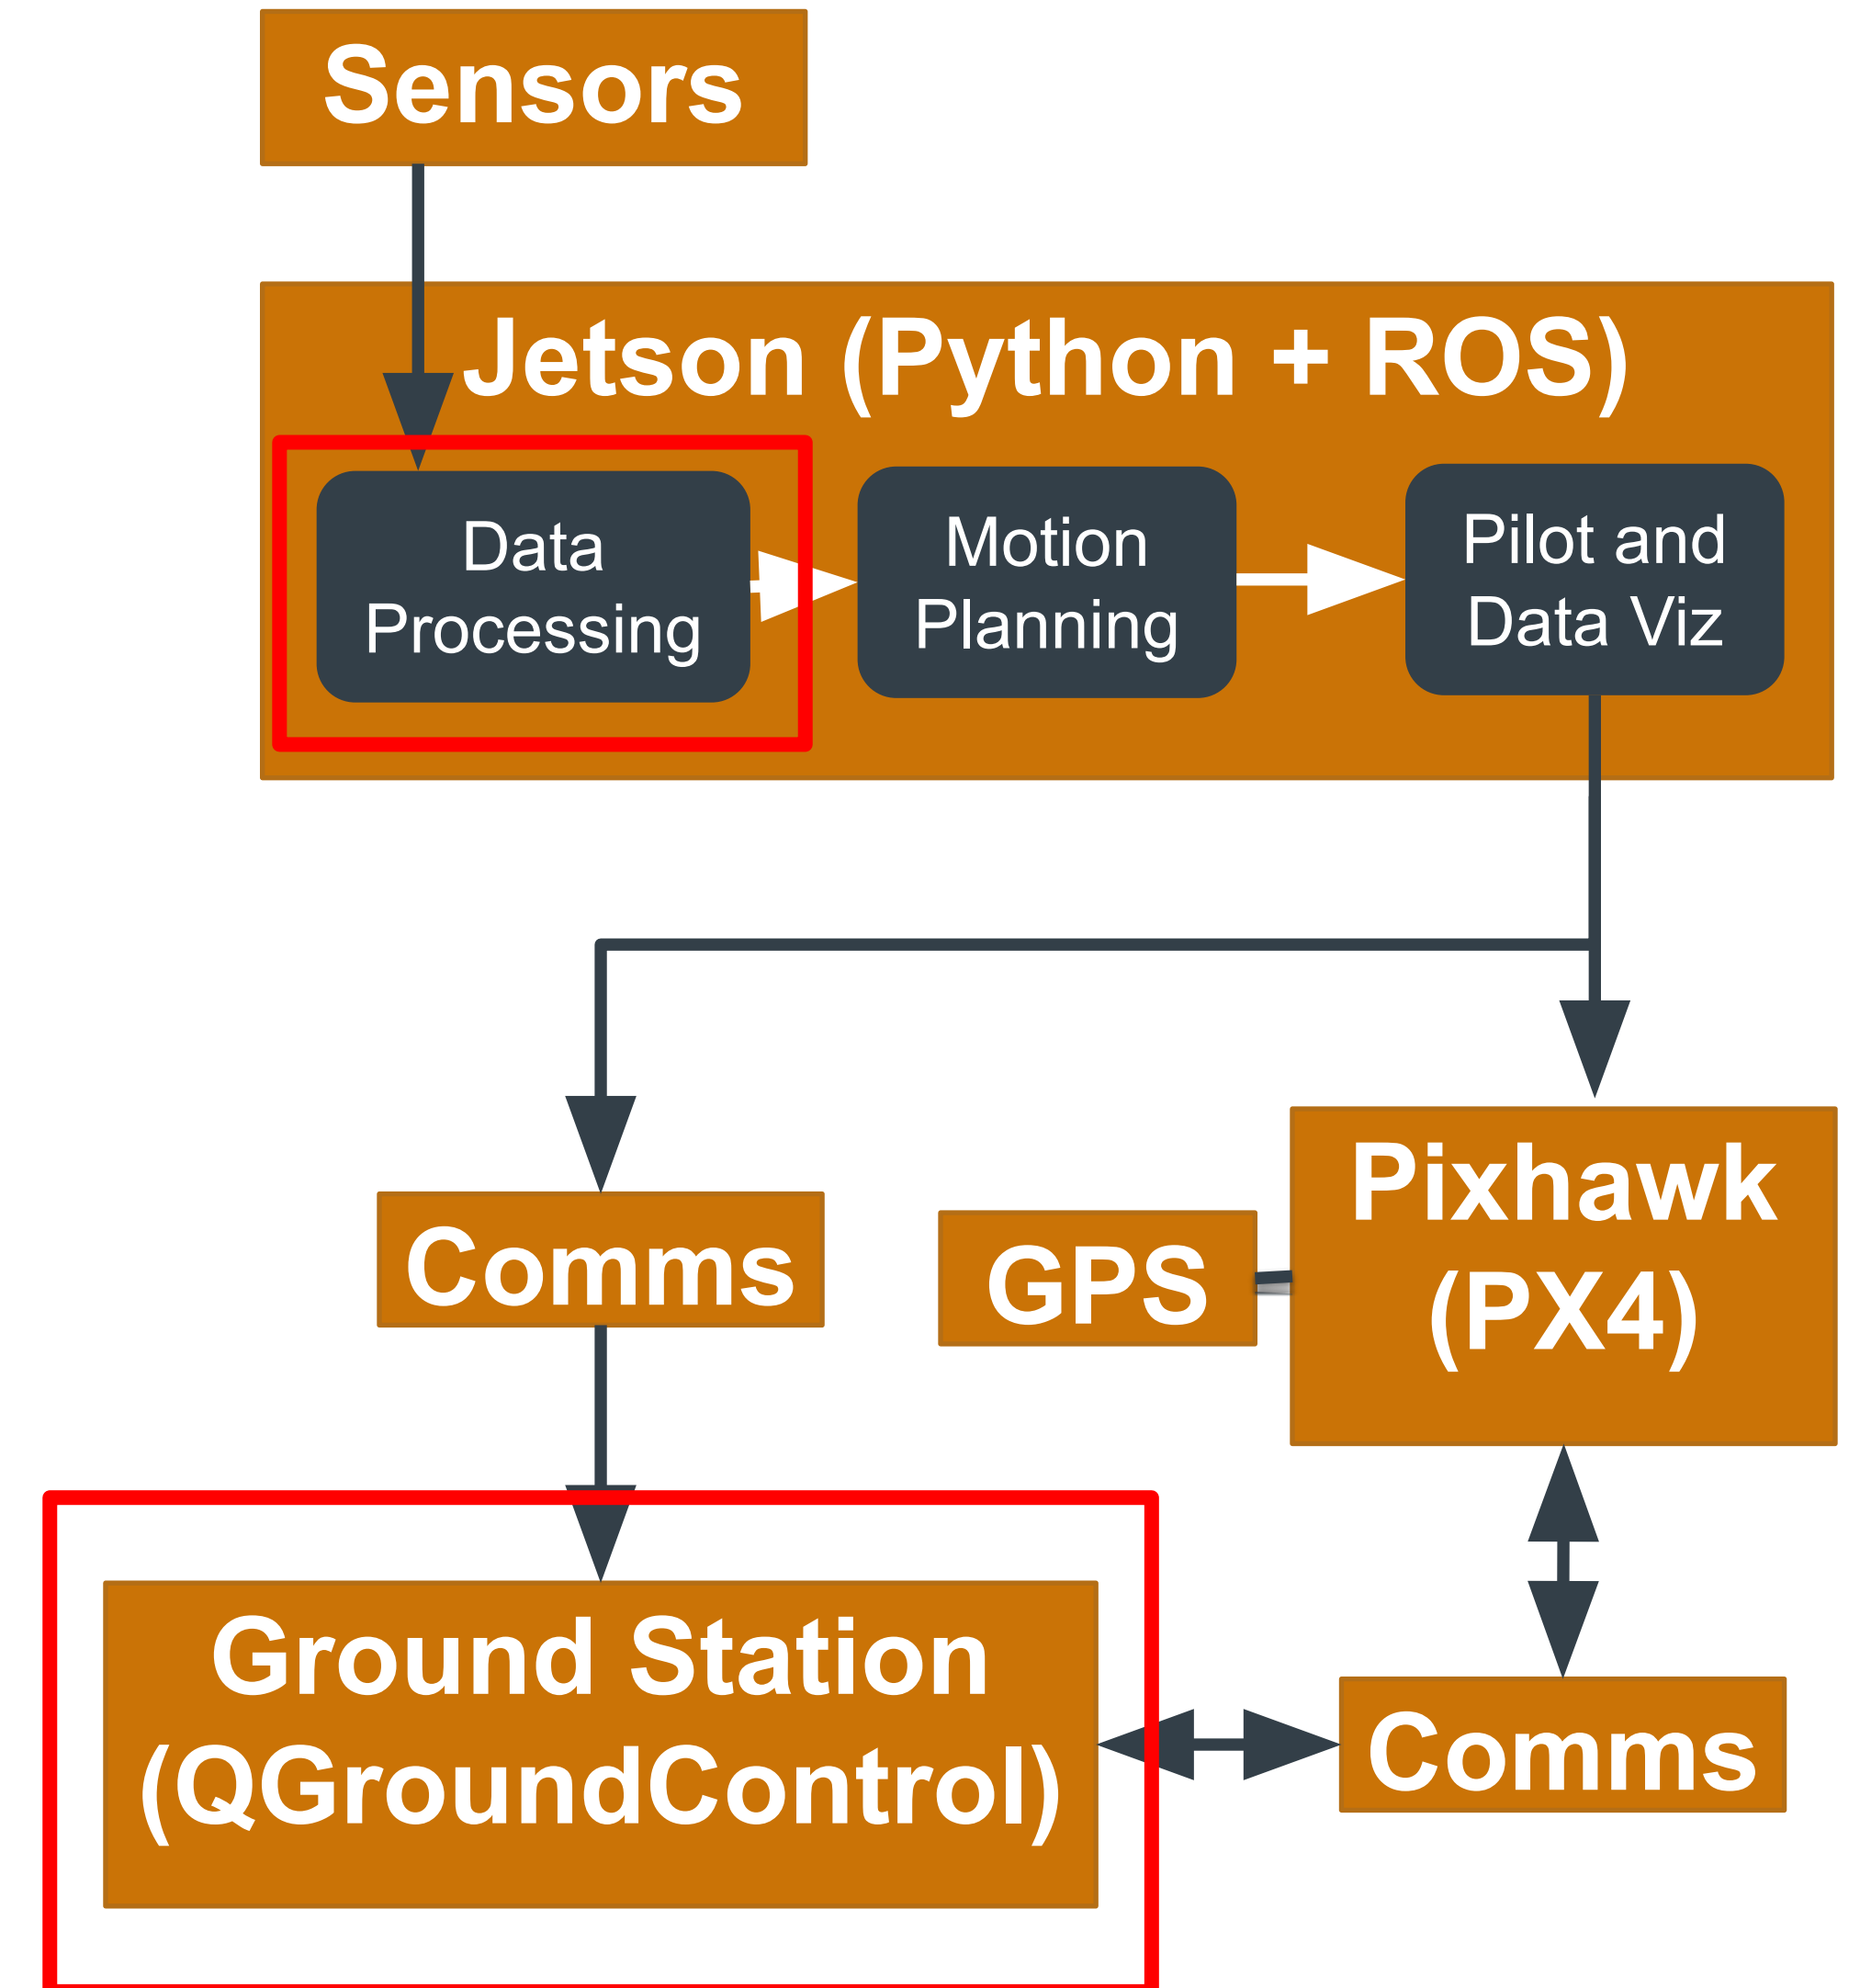 Sensors
Jetson (Python + ROS)
Data
Processing
Motion
Planning
Pilot and
Data Viz
Comms
GPS
Pixhawk
(PX4)
Ground Station
(QGroundControl)
Comms